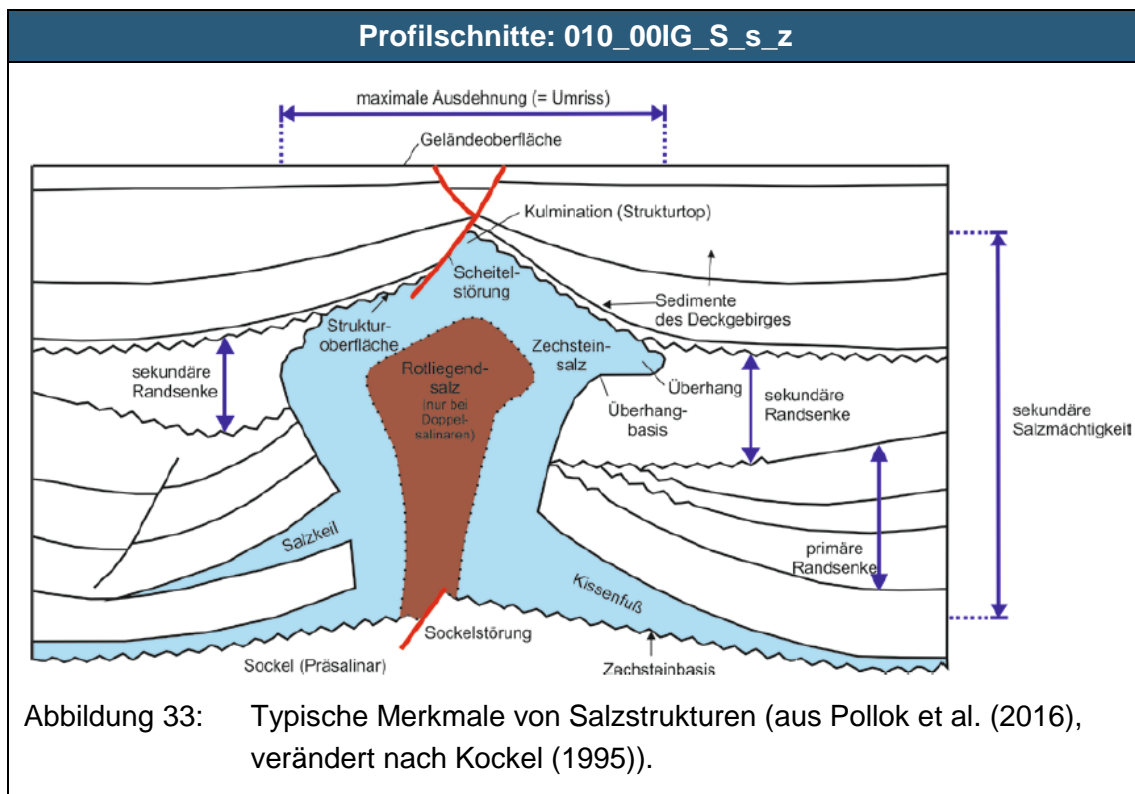 Profilschnitte: 010_00IG_S_s_z
maximale Ausdehnung (= Umriss)
Geländeoberfläche
Kulmination (Strukturtop)
Scheitel-
störung
Sedimente
des Deckgebirges
Struktur-
oberfläche
Zechstein-
salz
sekundäre
Randsenke
Rotliegend-
salz
(nur bei
Doppel-
salinaren)
Überhang
Überhang-
basis
sekundäre
Randsenke
sekundäre
Salzmächtigkeit
Salzkeil
primäre
Randsenke
Kissenfuß
Sockelstörung
Sockel (Präsalinar)
Zechsteinbasis
Abbildung 33: Typische Merkmale von Salzstrukturen (aus Pollok et al. (2016),
verändert nach Kockel (1995)).